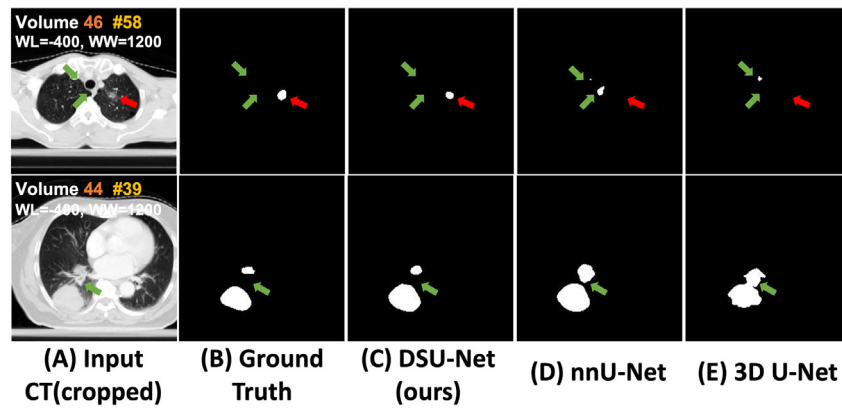 Volume 46 #58
WL=-400, WW=1200
Volume 44 #39
WL=-400, WW=1200
(A) Input
CT(cropped)
(B) Ground
Truth
(C) DSU-Net
(ours)
(D) nnU-Net
(E) 3D U-Net